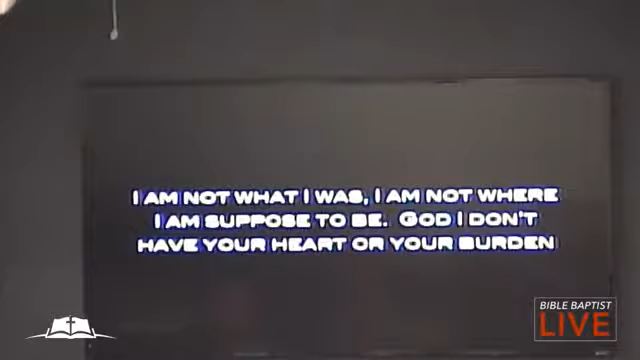 I AM NOT WHAT I WAS, I AM NOT WHERE
I AM SUPPOSE TO BE. GOD I DON'T
HAVE YOUR HEART OR YOUR BURDEN
BIBLE BAPTIST
LIVE